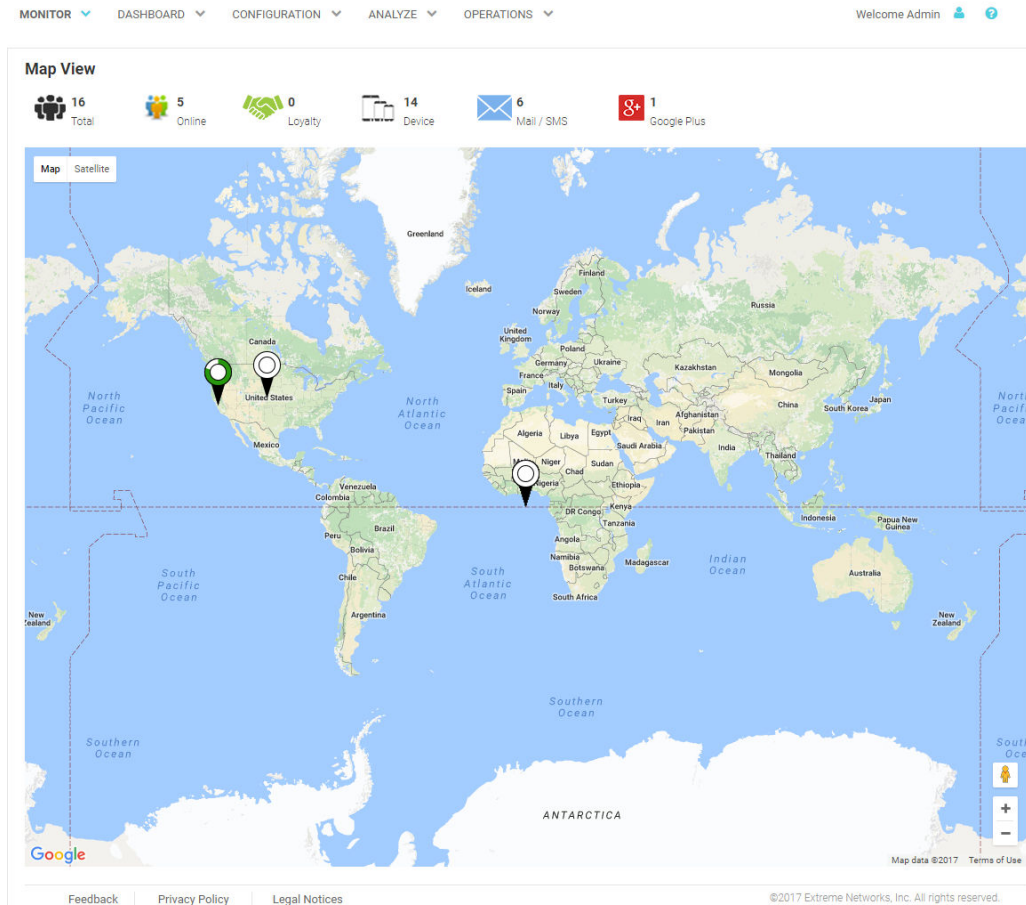 MONITOR DASHBOARD CONFIGURATION ANALYZE OPERATIONS Welcome Admin
Map View
16 Total
5 Online
0 Loyalty
14 Device
6 Mail / SMS
g+ 1 Google Plus
Map Satellite
Greenland
Iceland
Finland
Sweden
Norway
Russia
United
Kingdom
Canada
Poland
Germany
Ukraine
Kazakhstan
Mongolia
France
Italy
Spain
Turkey
United States
North
Pacific
Ocean
North
Atlantic
Ocean
Iraq
Iran
Afghanistan
Pakistan
China
South Korea
Japan
Algeria
Libya
Egypt
Saudi Arabia
India
Thailand
Mexico
Niger
Chad
Sudan
Ethiopia
Venezuela
Colombia
Kenya
DR Congo
Tanzania
Indonesia
Papua New
Guinea
Peru
Brazil
Bolivia
Angola
Namibia
Botswana
Madagascar
Indian
Ocean
Australia
South
Pacific
Ocean
South
Atlantic
Ocean
Chile
South Africa
Argentina
New
Zealand
Southern
Ocean
Southern
Ocean
ANTARCTICA
+
−
Google
Map data ©2017 Terms of Use
Feedback Privacy Policy Legal Notices
©2017 Extreme Networks, Inc. All rights reserved.